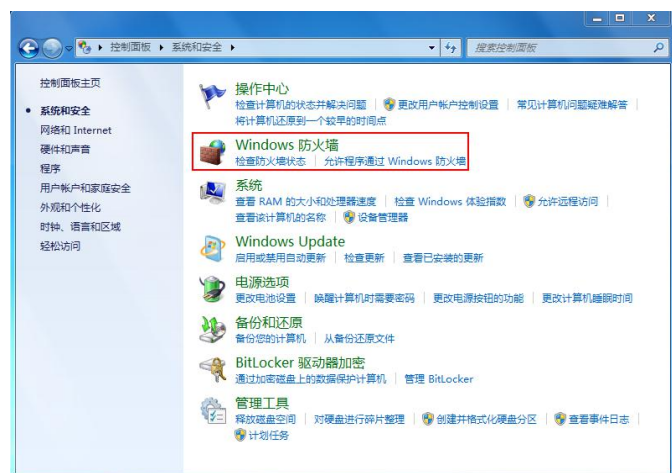 控制面板 系统和安全 搜索控制面板
控制面板主页
系统和安全
网络和 Internet
硬件和声音
程序
用户帐户和家庭安全
外观和个性化
时钟、语言和区域
轻松访问
操作中心
检查计算机的状态并解决问题 更改用户帐户控制设置 常见计算机问题疑难解答
将计算机还原到一个较早的时间点
Windows 防火墙
检查防火墙状态 允许程序通过 Windows 防火墙
系统
查看 RAM 的大小和处理器速度 检查 Windows 体验指数 允许远程访问
查看该计算机的名称 设备管理器
Windows Update
启用或禁用自动更新 检查更新 查看已安装的更新
电源选项
更改电池设置 唤醒计算机时需要密码 更改电源按钮的功能 更改计算机睡眠时间
备份和还原
备份您的计算机 从备份还原文件
BitLocker 驱动器加密
通过加密磁盘上的数据保护计算机 管理 BitLocker
管理工具
释放磁盘空间 对硬盘进行碎片整理 创建并格式化硬盘分区 查看事件日志
计划任务